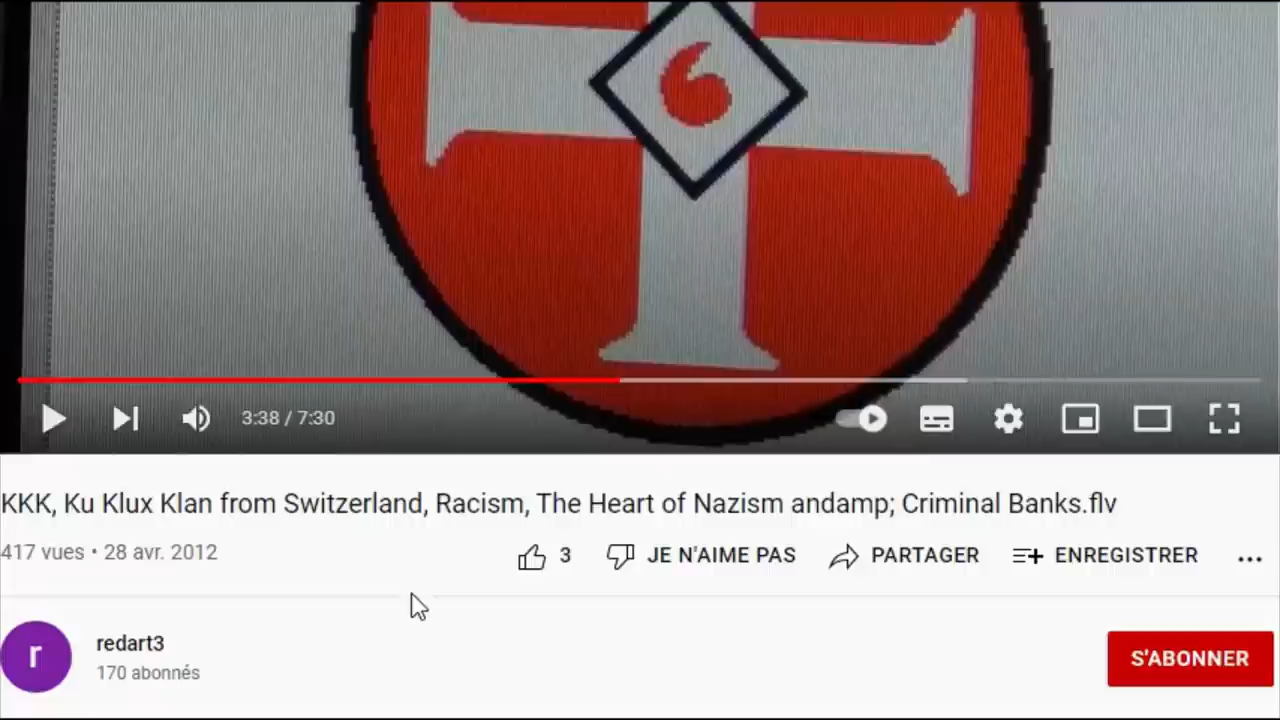 3:38 / 7:30
KKK, Ku Klux Klan from Switzerland, Racism, The Heart of Nazism andamp; Criminal Banks.flv
417 vues • 28 avr. 2012
3 JE N'AIME PAS PARTAGER ENREGISTRER ...
r
redart3
170 abonnés
S'ABONNER